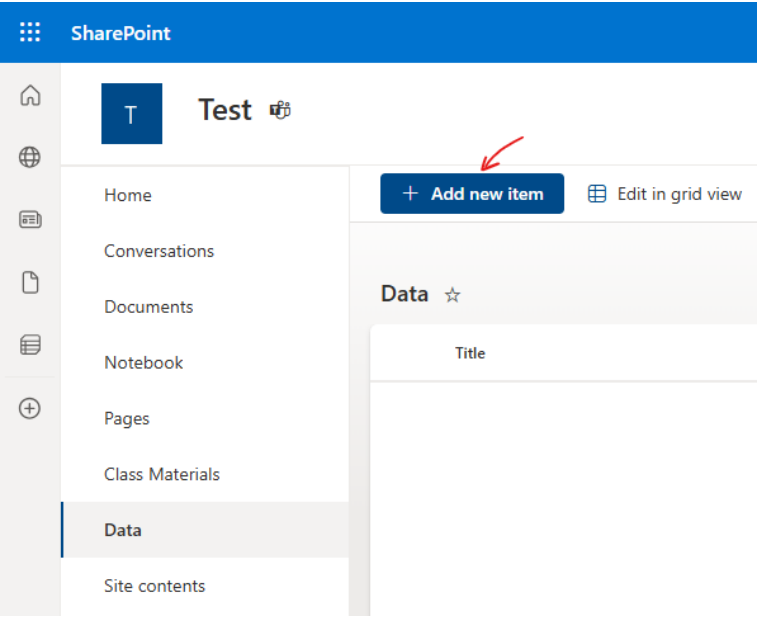 SharePoint
T
Test
Home
Conversations
Documents
Notebook
Pages
Class Materials
Data
Site contents
+ Add new item
Edit in grid view
Data
Title